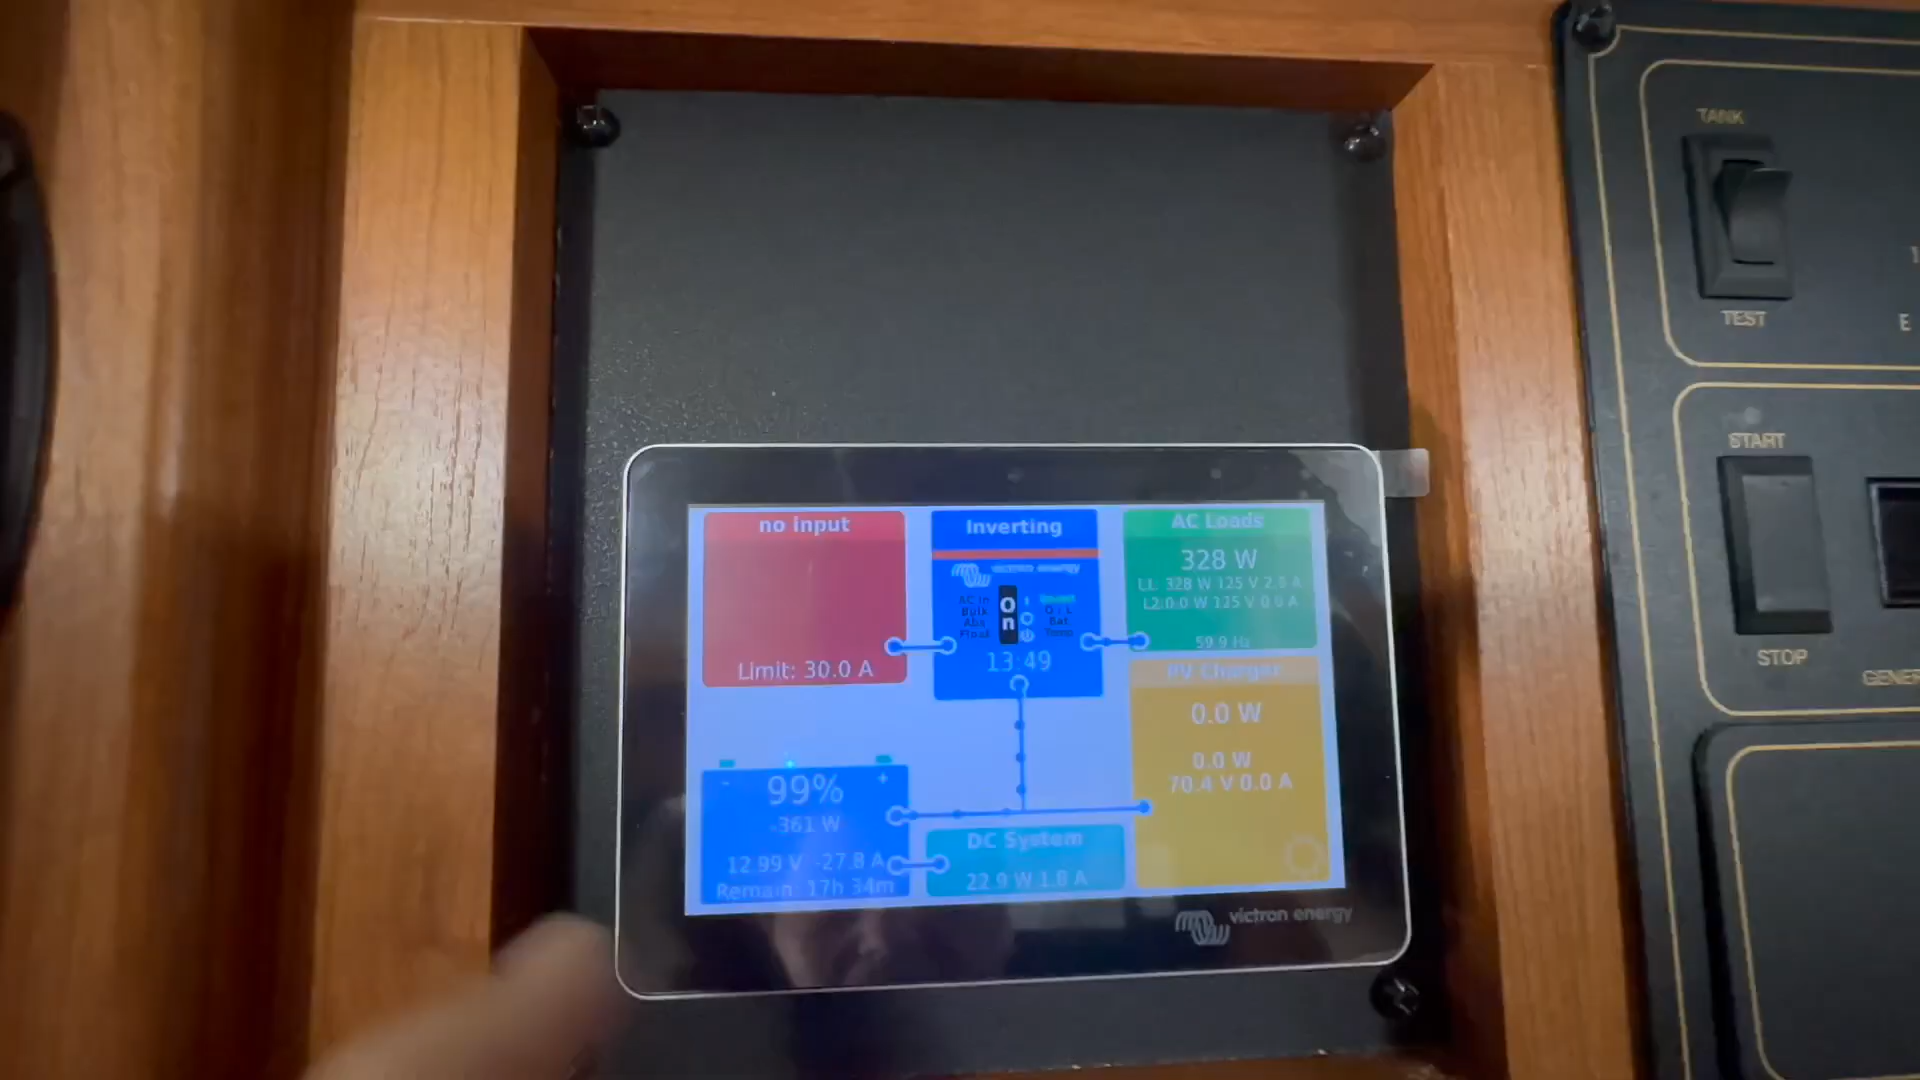 no input
Limit: 30.0 A
Inverting
victron energy
AC in
Bulk
Abs
Float
On
13:49
AC Loads
328 W
L1: 328 W 125 V 2.8 A
L2:0.0 W 125 V 0.0 A
59.9 Hz
PV Charger
0.0 W
0.0 W
70.4 V 0.0 A
- 99% +
-361 W
12.99 V -27.8 A
Remain: 17h 34m
DC System
22.9 W 1.8 A
victron energy
TANK
TEST
START
STOP